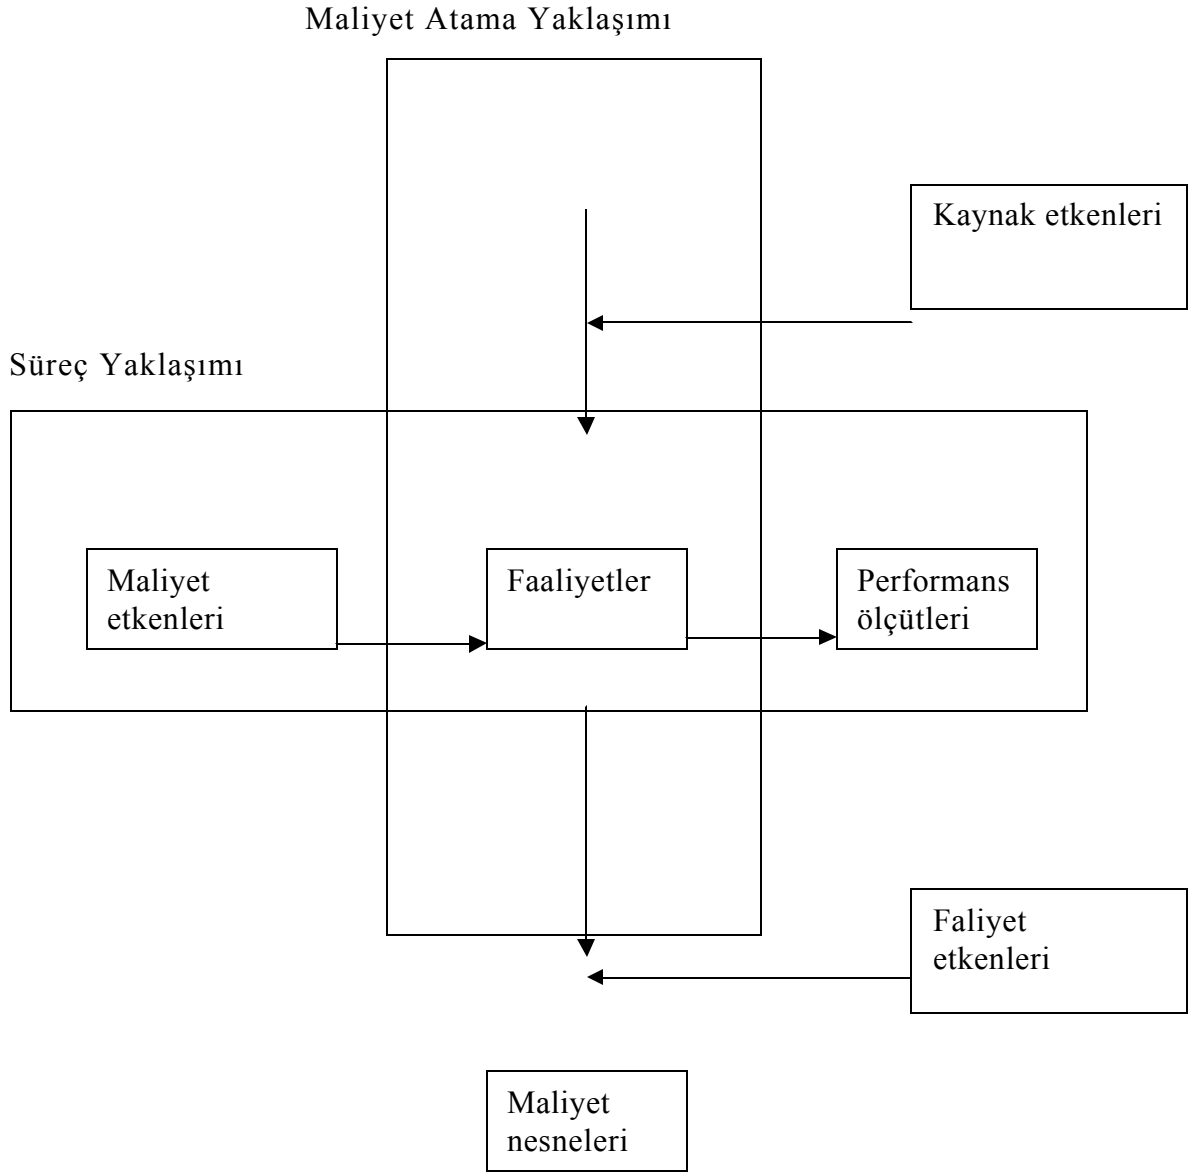 Maliyet Atama Yaklaşımı
Kaynak etkenleri
Süreç Yaklaşımı
Maliyet
etkenleri
Faaliyetler
Performans
ölçütleri
Faliyet
etkenleri
Maliyet
nesneleri